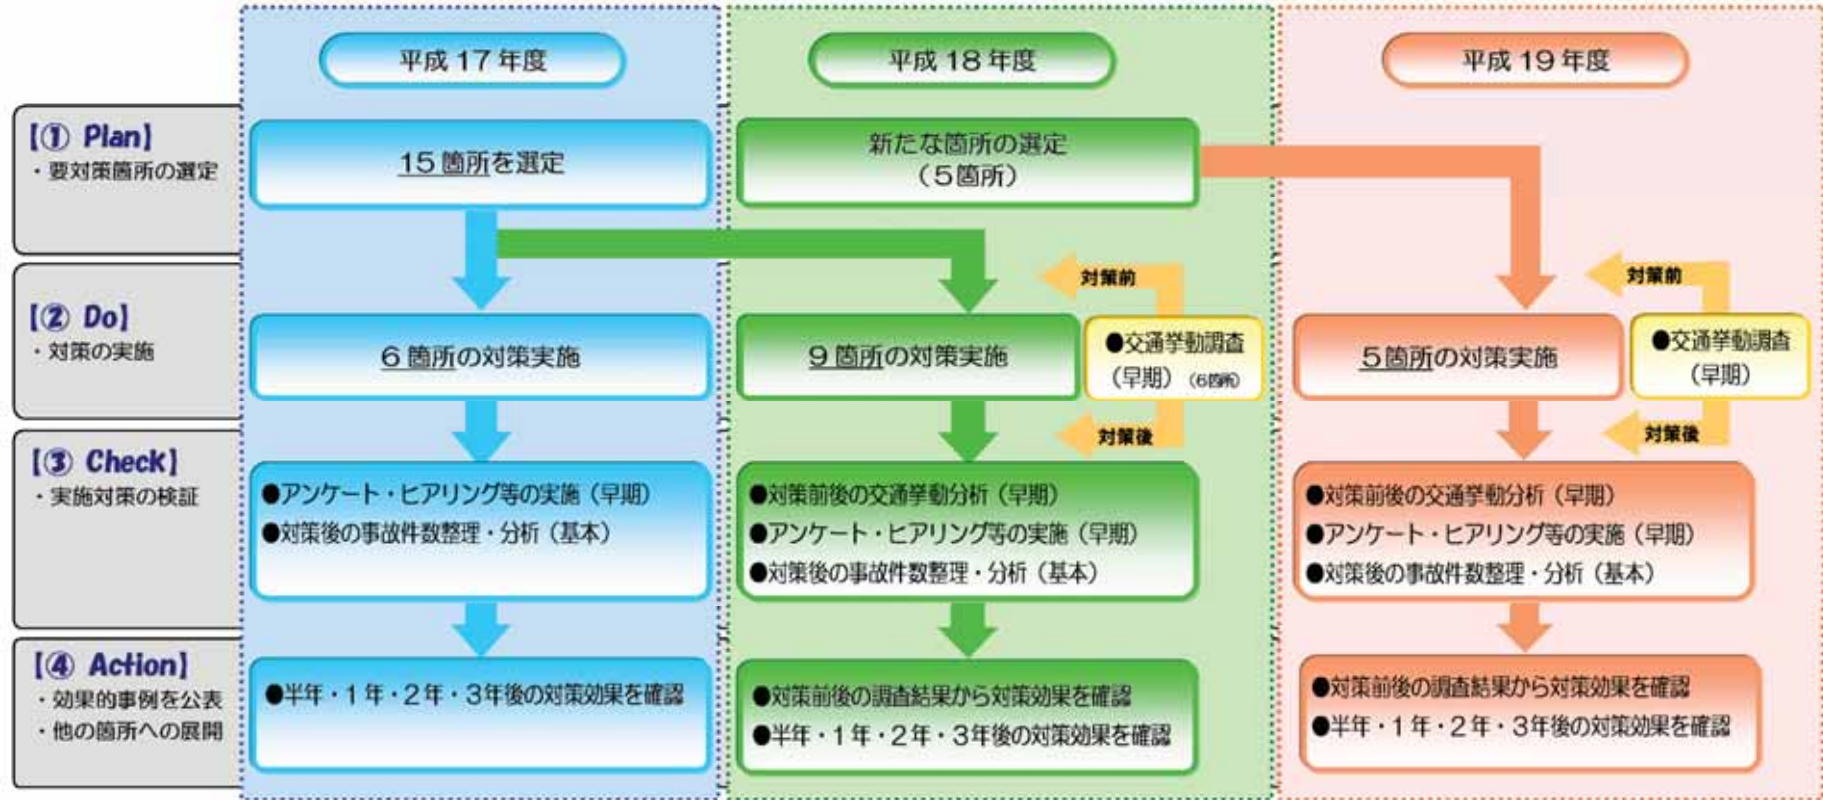 平成 17 年度
平成 18 年度
平成 19 年度
【① Plan】
・要対策箇所の選定
15 箇所を選定
新たな箇所の選定
（5箇所）
【② Do】
・対策の実施
6 箇所の対策実施
9 箇所の対策実施
対策前
●交通挙動調査
（早期）（6箇所）
対策後
5箇所の対策実施
対策前
●交通挙動調査
（早期）
対策後
【③ Check】
・実施対策の検証
●アンケート・ヒアリング等の実施（早期）
●対策後の事故件数整理・分析（基本）
●対策前後の交通挙動分析（早期）
●アンケート・ヒアリング等の実施（早期）
●対策後の事故件数整理・分析（基本）
●対策前後の交通挙動分析（早期）
●アンケート・ヒアリング等の実施（早期）
●対策後の事故件数整理・分析（基本）
【④ Action】
・効果的事例を公表
・他の箇所への展開
●半年・１年・２年・３年後の対策効果を確認
●対策前後の調査結果から対策効果を確認
●半年・１年・２年・３年後の対策効果を確認
●対策前後の調査結果から対策効果を確認
●半年・１年・２年・３年後の対策効果を確認